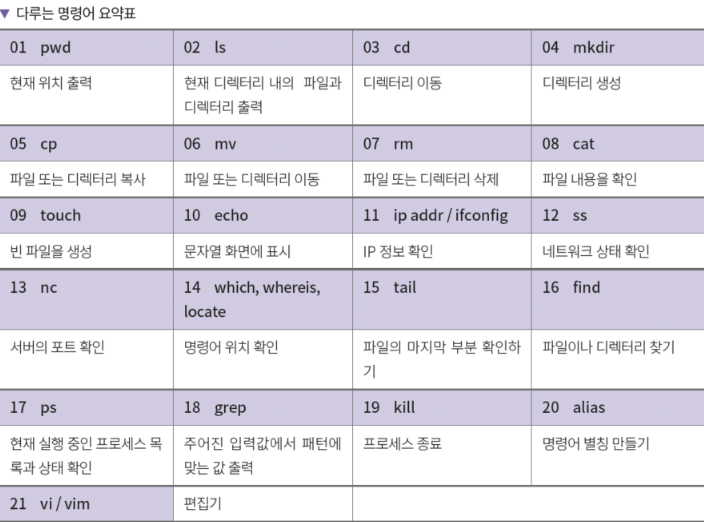 ▼ 다루는 명령어 요약표
01 pwd
02 ls
03 cd
04 mkdir
현재 위치 출력
현재 디렉터리 내의 파일과
디렉터리 출력
디렉터리 이동
디렉터리 생성
05 cp
06 mv
07 rm
08 cat
파일 또는 디렉터리 복사
파일 또는 디렉터리 이동
파일 또는 디렉터리 삭제
파일 내용을 확인
09 touch
10 echo
11 ip addr / ifconfig
12 ss
빈 파일을 생성
문자열 화면에 표시
IP 정보 확인
네트워크 상태 확인
13 nc
14 which, whereis,
locate
15 tail
16 find
서버의 포트 확인
명령어 위치 확인
파일의 마지막 부분 확인하
기
파일이나 디렉터리 찾기
17 ps
18 grep
19 kill
20 alias
현재 실행 중인 프로세스 목
록과 상태 확인
주어진 입력값에서 패턴에
맞는 값 출력
프로세스 종료
명령어 별칭 만들기
21 vi / vim
편집기